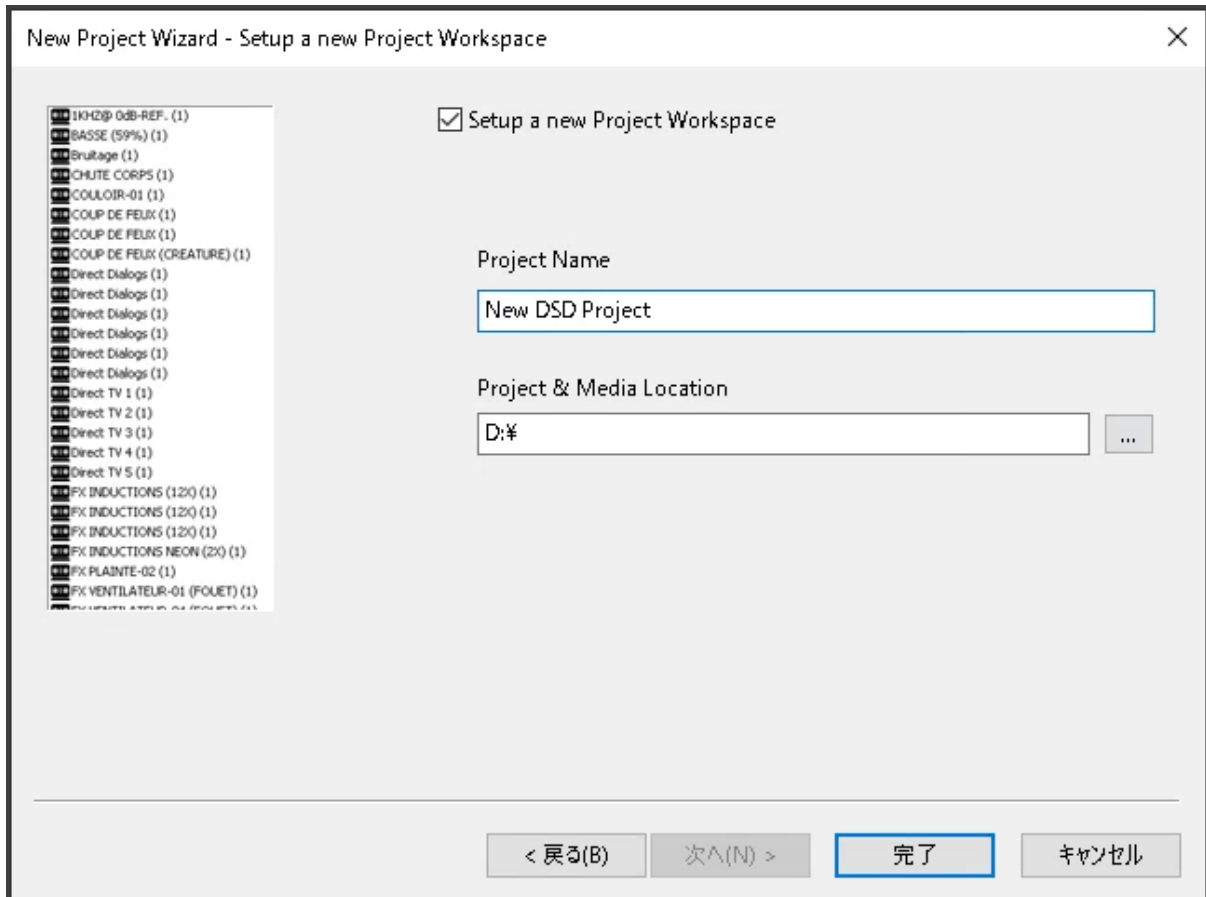 New Project Wizard - Setup a new Project Workspace
1KHZ@ 0dB-REF. (1)
BASSE (59%) (1)
Bruitage (1)
CHUTE CORPS (1)
COULOIR-01 (1)
COUP DE FEUX (1)
COUP DE FEUX (1)
COUP DE FEUX (CREATURE) (1)
Direct Dialogs (1)
Direct Dialogs (1)
Direct Dialogs (1)
Direct Dialogs (1)
Direct Dialogs (1)
Direct Dialogs (1)
Direct TV 1 (1)
Direct TV 2 (1)
Direct TV 3 (1)
Direct TV 4 (1)
Direct TV 5 (1)
FX INDUCTIONS (12X) (1)
FX INDUCTIONS (12X) (1)
FX INDUCTIONS (12X) (1)
FX INDUCTIONS NEON (2X) (1)
FX PLAINTE-02 (1)
FX VENTILATEUR-01 (FOUET) (1)
Setup a new Project Workspace
Project Name
New DSD Project
Project & Media Location
D:¥
...
< 戻る(B)
次へ(N) >
完了
キャンセル